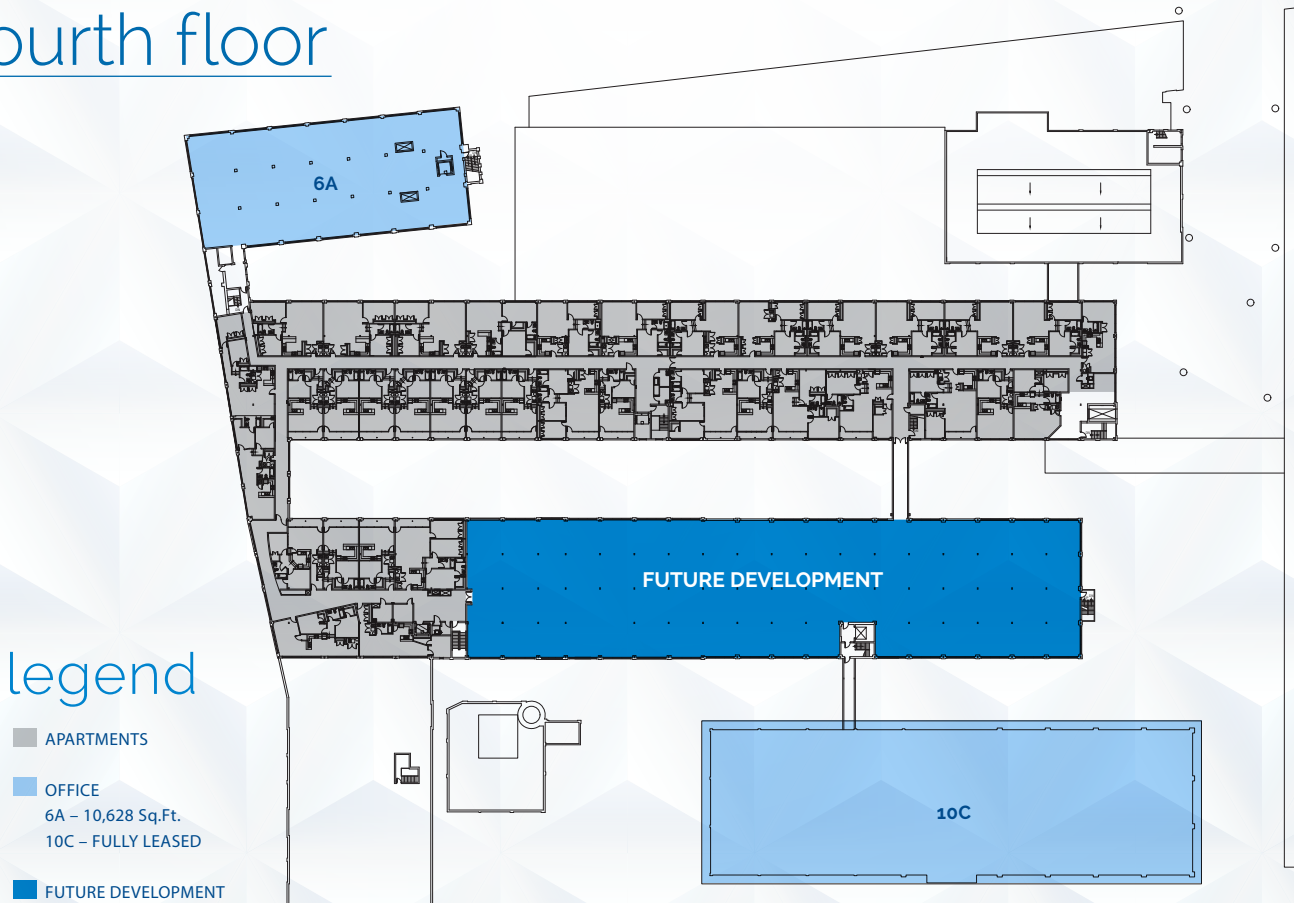 ourth floor
6A
FUTURE DEVELOPMENT
legend
APARTMENTS
OFFICE
6A – 10,628 Sq.Ft.
10C – FULLY LEASED
10C
FUTURE DEVELOPMENT